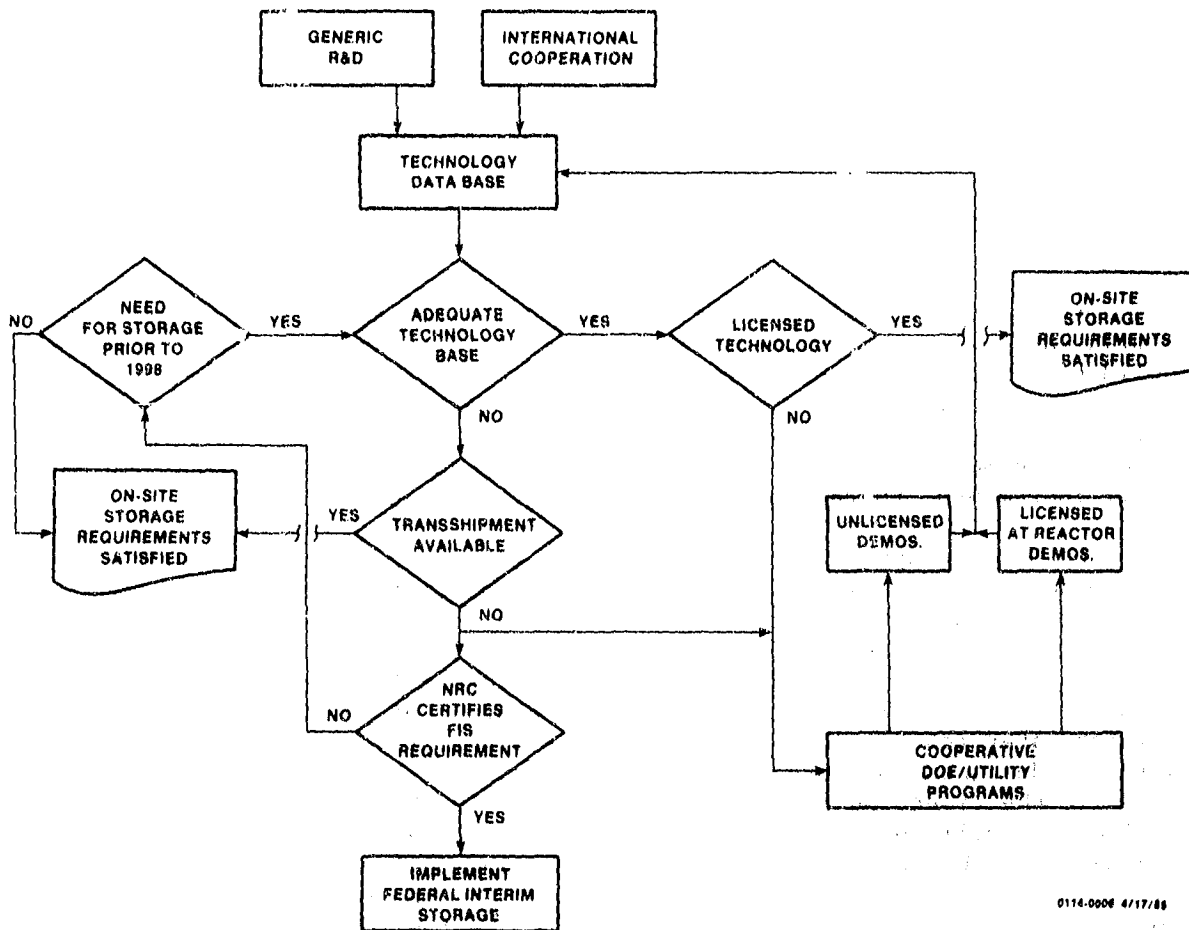 GENERIC
R&D
INTERNATIONAL
COOPERATION
TECHNOLOGY
DATA BASE
NO
NEED
FOR STORAGE
PRIOR TO
1998
YES
ADEQUATE
TECHNOLOGY
BASE
YES
LICENSED
TECHNOLOGY
YES
ON-SITE
STORAGE
REQUIREMENTS
SATISFIED
NO
NO
ON-SITE
STORAGE
REQUIREMENTS
SATISFIED
YES
TRANSSHIPMENT
AVAILABLE
UNLICENSED
DEMOS.
LICENSED
AT REACTOR
DEMOS.
NO
NO
NRC
CERTIFIES
FIS
REQUIREMENT
COOPERATIVE
DOE/UTILITY
PROGRAMS
YES
IMPLEMENT
FEDERAL INTERIM
STORAGE